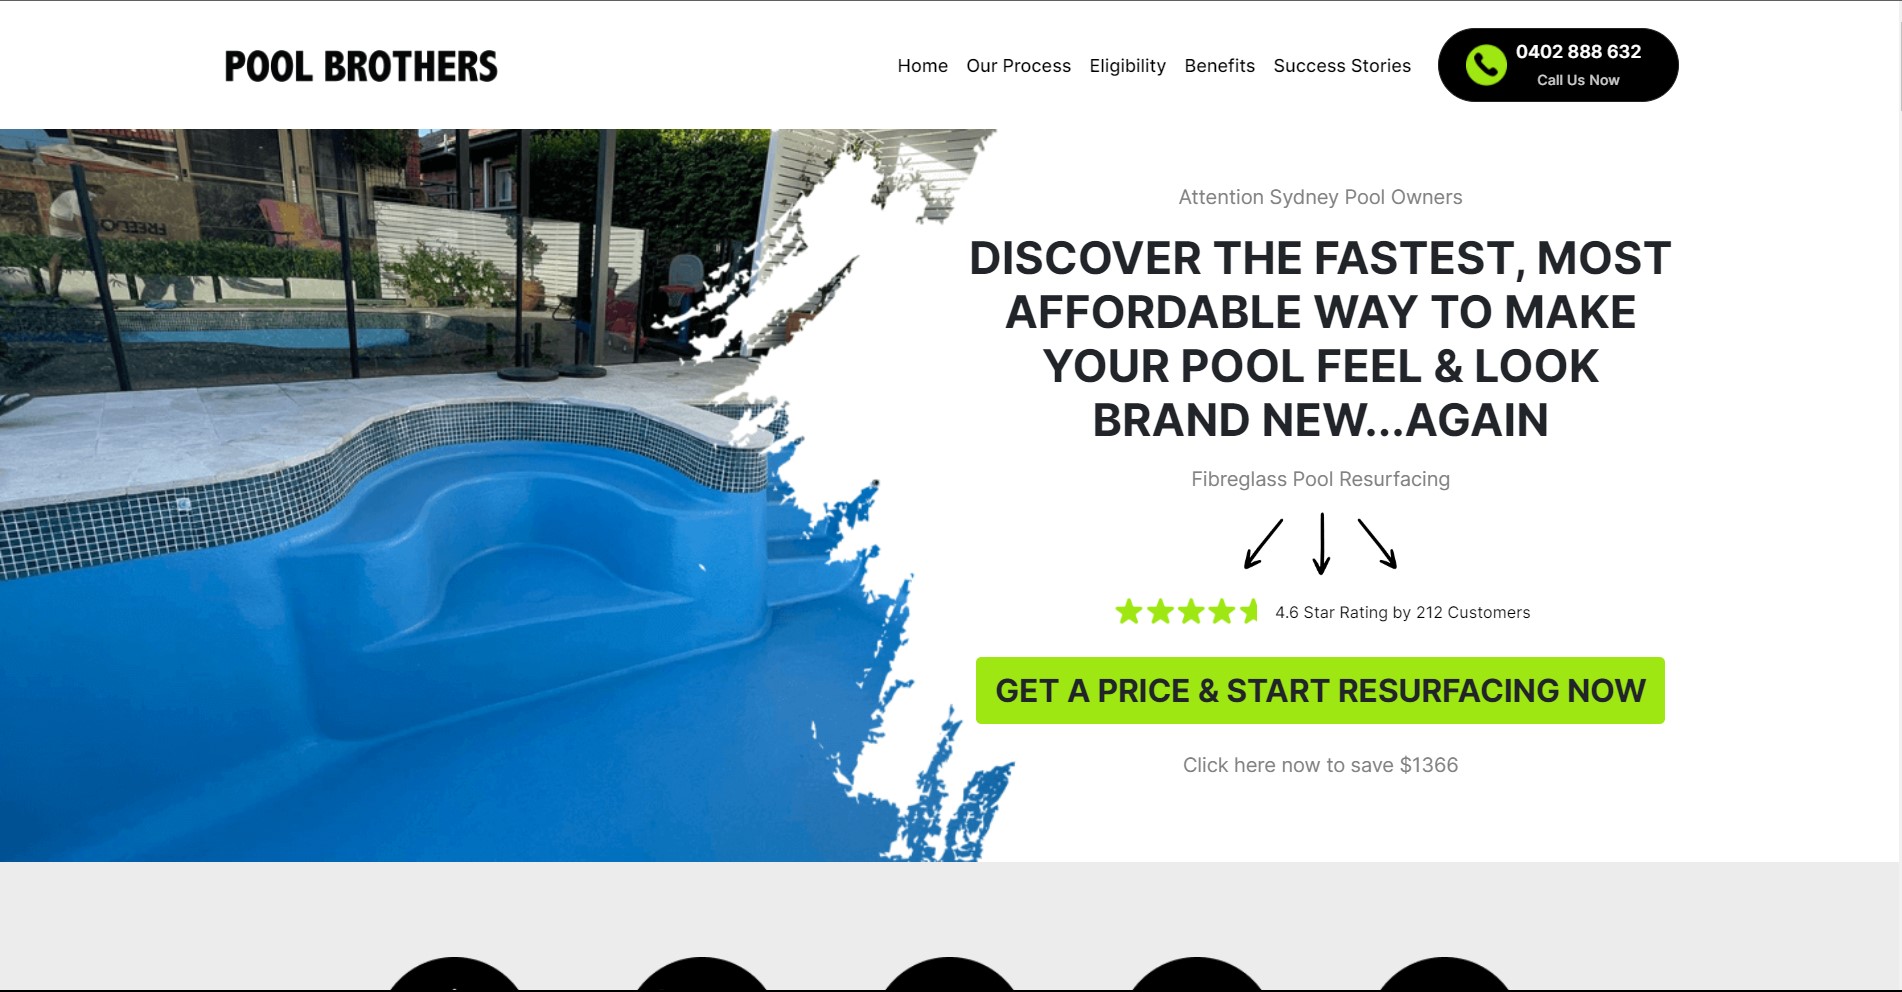 POOL BROTHERS
Home Our Process Eligibility Benefits Success Stories
0402 888 632
Call Us Now
Attention Sydney Pool Owners
DISCOVER THE FASTEST, MOST
AFFORDABLE WAY TO MAKE
YOUR POOL FEEL & LOOK
BRAND NEW...AGAIN
Fibreglass Pool Resurfacing
4.6 Star Rating by 212 Customers
GET A PRICE & START RESURFACING NOW
Click here now to save $1366